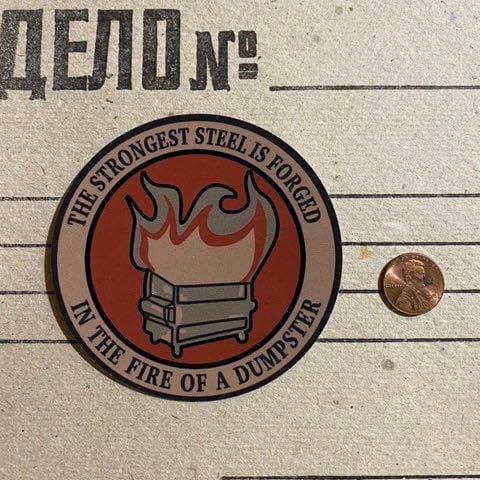 ДЕЛО №
THE STRONGEST STEEL IS FORGED
IN THE FIRE OF A DUMPSTER